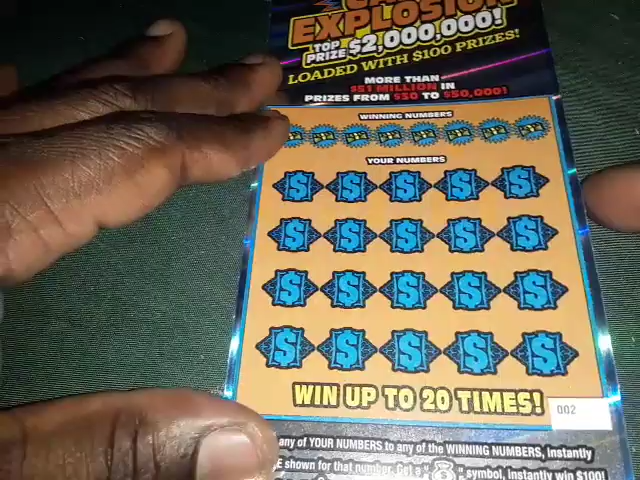 EXPLOSION
TOP PRIZE $2,000,000!
LOADED WITH $100 PRIZES!
MORE THAN
$51 MILLION IN
PRIZES FROM $30 TO $50,000!
WINNING NUMBERS
YOUR NUMBERS
$ $ $ $ $
$ $ $ $ $
$ $ $ $ $
$ $ $ $ $
WIN UP TO 20 TIMES!
002
any of YOUR NUMBERS to any of the WINNING NUMBERS, instantly
E shown for that number. Get a " " symbol, instantly win $100!